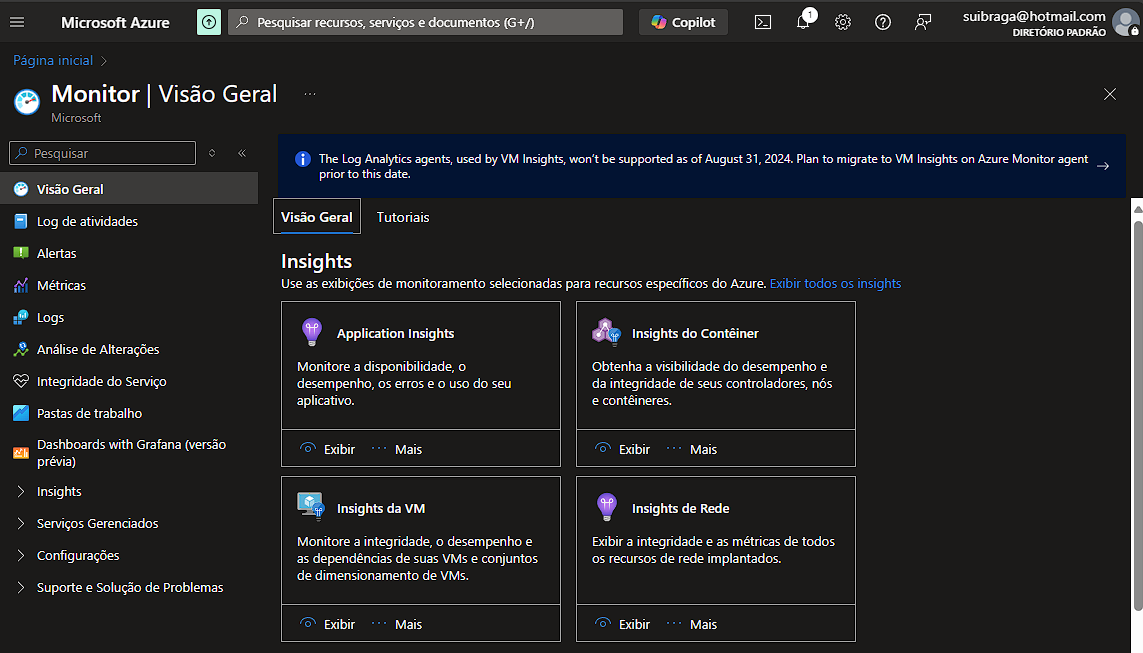 Microsoft Azure
Pesquisar recursos, serviços e documentos (G+/)
Copilot
1
suibraga@hotmail.com
DIRETÓRIO PADRÃO
Página inicial
Monitor | Visão Geral
Microsoft
Pesquisar
Visão Geral
Log de atividades
Alertas
Métricas
Logs
Análise de Alterações
Integridade do Serviço
Pastas de trabalho
Dashboards with Grafana (versão
prévia)
Insights
Serviços Gerenciados
Configurações
Suporte e Solução de Problemas
The Log Analytics agents, used by VM Insights, won't be supported as of August 31, 2024. Plan to migrate to VM Insights on Azure Monitor agent
prior to this date.
Visão Geral
Tutoriais
Insights
Use as exibições de monitoramento selecionadas para recursos específicos do Azure. Exibir todos os insights
Application Insights
Monitore a disponibilidade, o
desempenho, os erros e o uso do seu
aplicativo.
Exibir
Mais
Insights do Contêiner
Obtenha a visibilidade do desempenho e
da integridade de seus controladores, nós
e contêineres.
Exibir
Mais
Insights da VM
Monitore a integridade, o desempenho e
as dependências de suas VMs e conjuntos
de dimensionamento de VMs.
Exibir
Mais
Insights de Rede
Exibir a integridade e as métricas de todos
os recursos de rede implantados.
Exibir
Mais